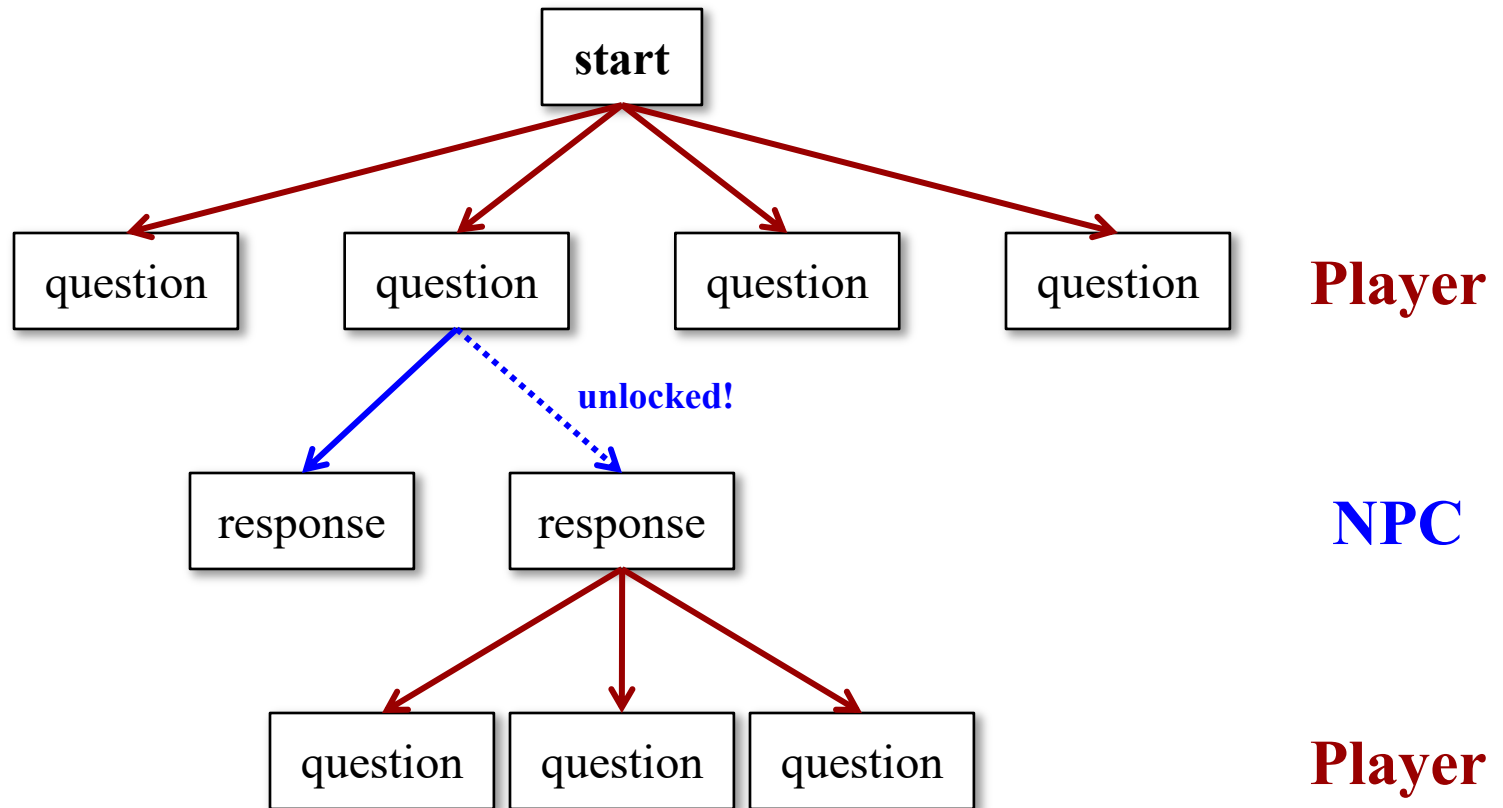 start
question
question
question
question
Player
unlocked!
response
response
NPC
question
question
question
Player